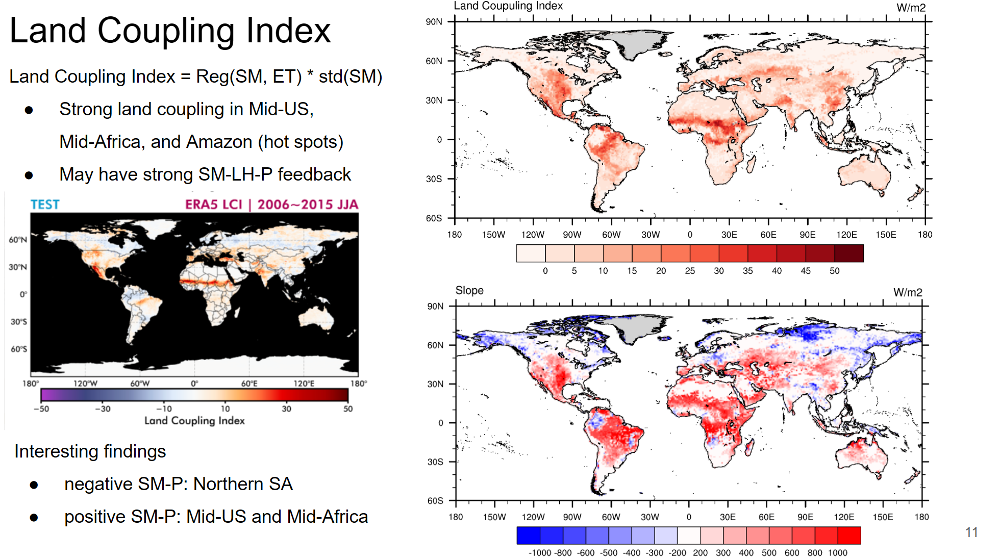 Land Coupling Index
Land Coupling Index = Reg(SM, ET) * std(SM)
● Strong land coupling in Mid-US,
Mid-Africa, and Amazon (hot spots)
● May have strong SM-LH-P feedback
TEST ERA5 LCI | 2006~2015 JJA
60°N
30°N
0°
30°S
60°S
180° 120°W 60°W 0° 60°E 120°E 180°
−50 −30 −10 10 30 50
Land Coupling Index
Interesting findings
● negative SM-P: Northern SA
● positive SM-P: Mid-US and Mid-Africa
Land Coupuling Index W/m2
90N
60N
30N
0
30S
60S
180 150W 120W 90W 60W 30W 0 30E 60E 90E 120E 150E 180
0 5 10 15 20 25 30 35 40 45 50
Slope W/m2
90N
60N
30N
0
30S
60S
180 150W 120W 90W 60W 30W 0 30E 60E 90E 120E 150E 180
-1000 -800 -600 -500 -400 -300 -200 200 300 400 500 600 800 1000
11